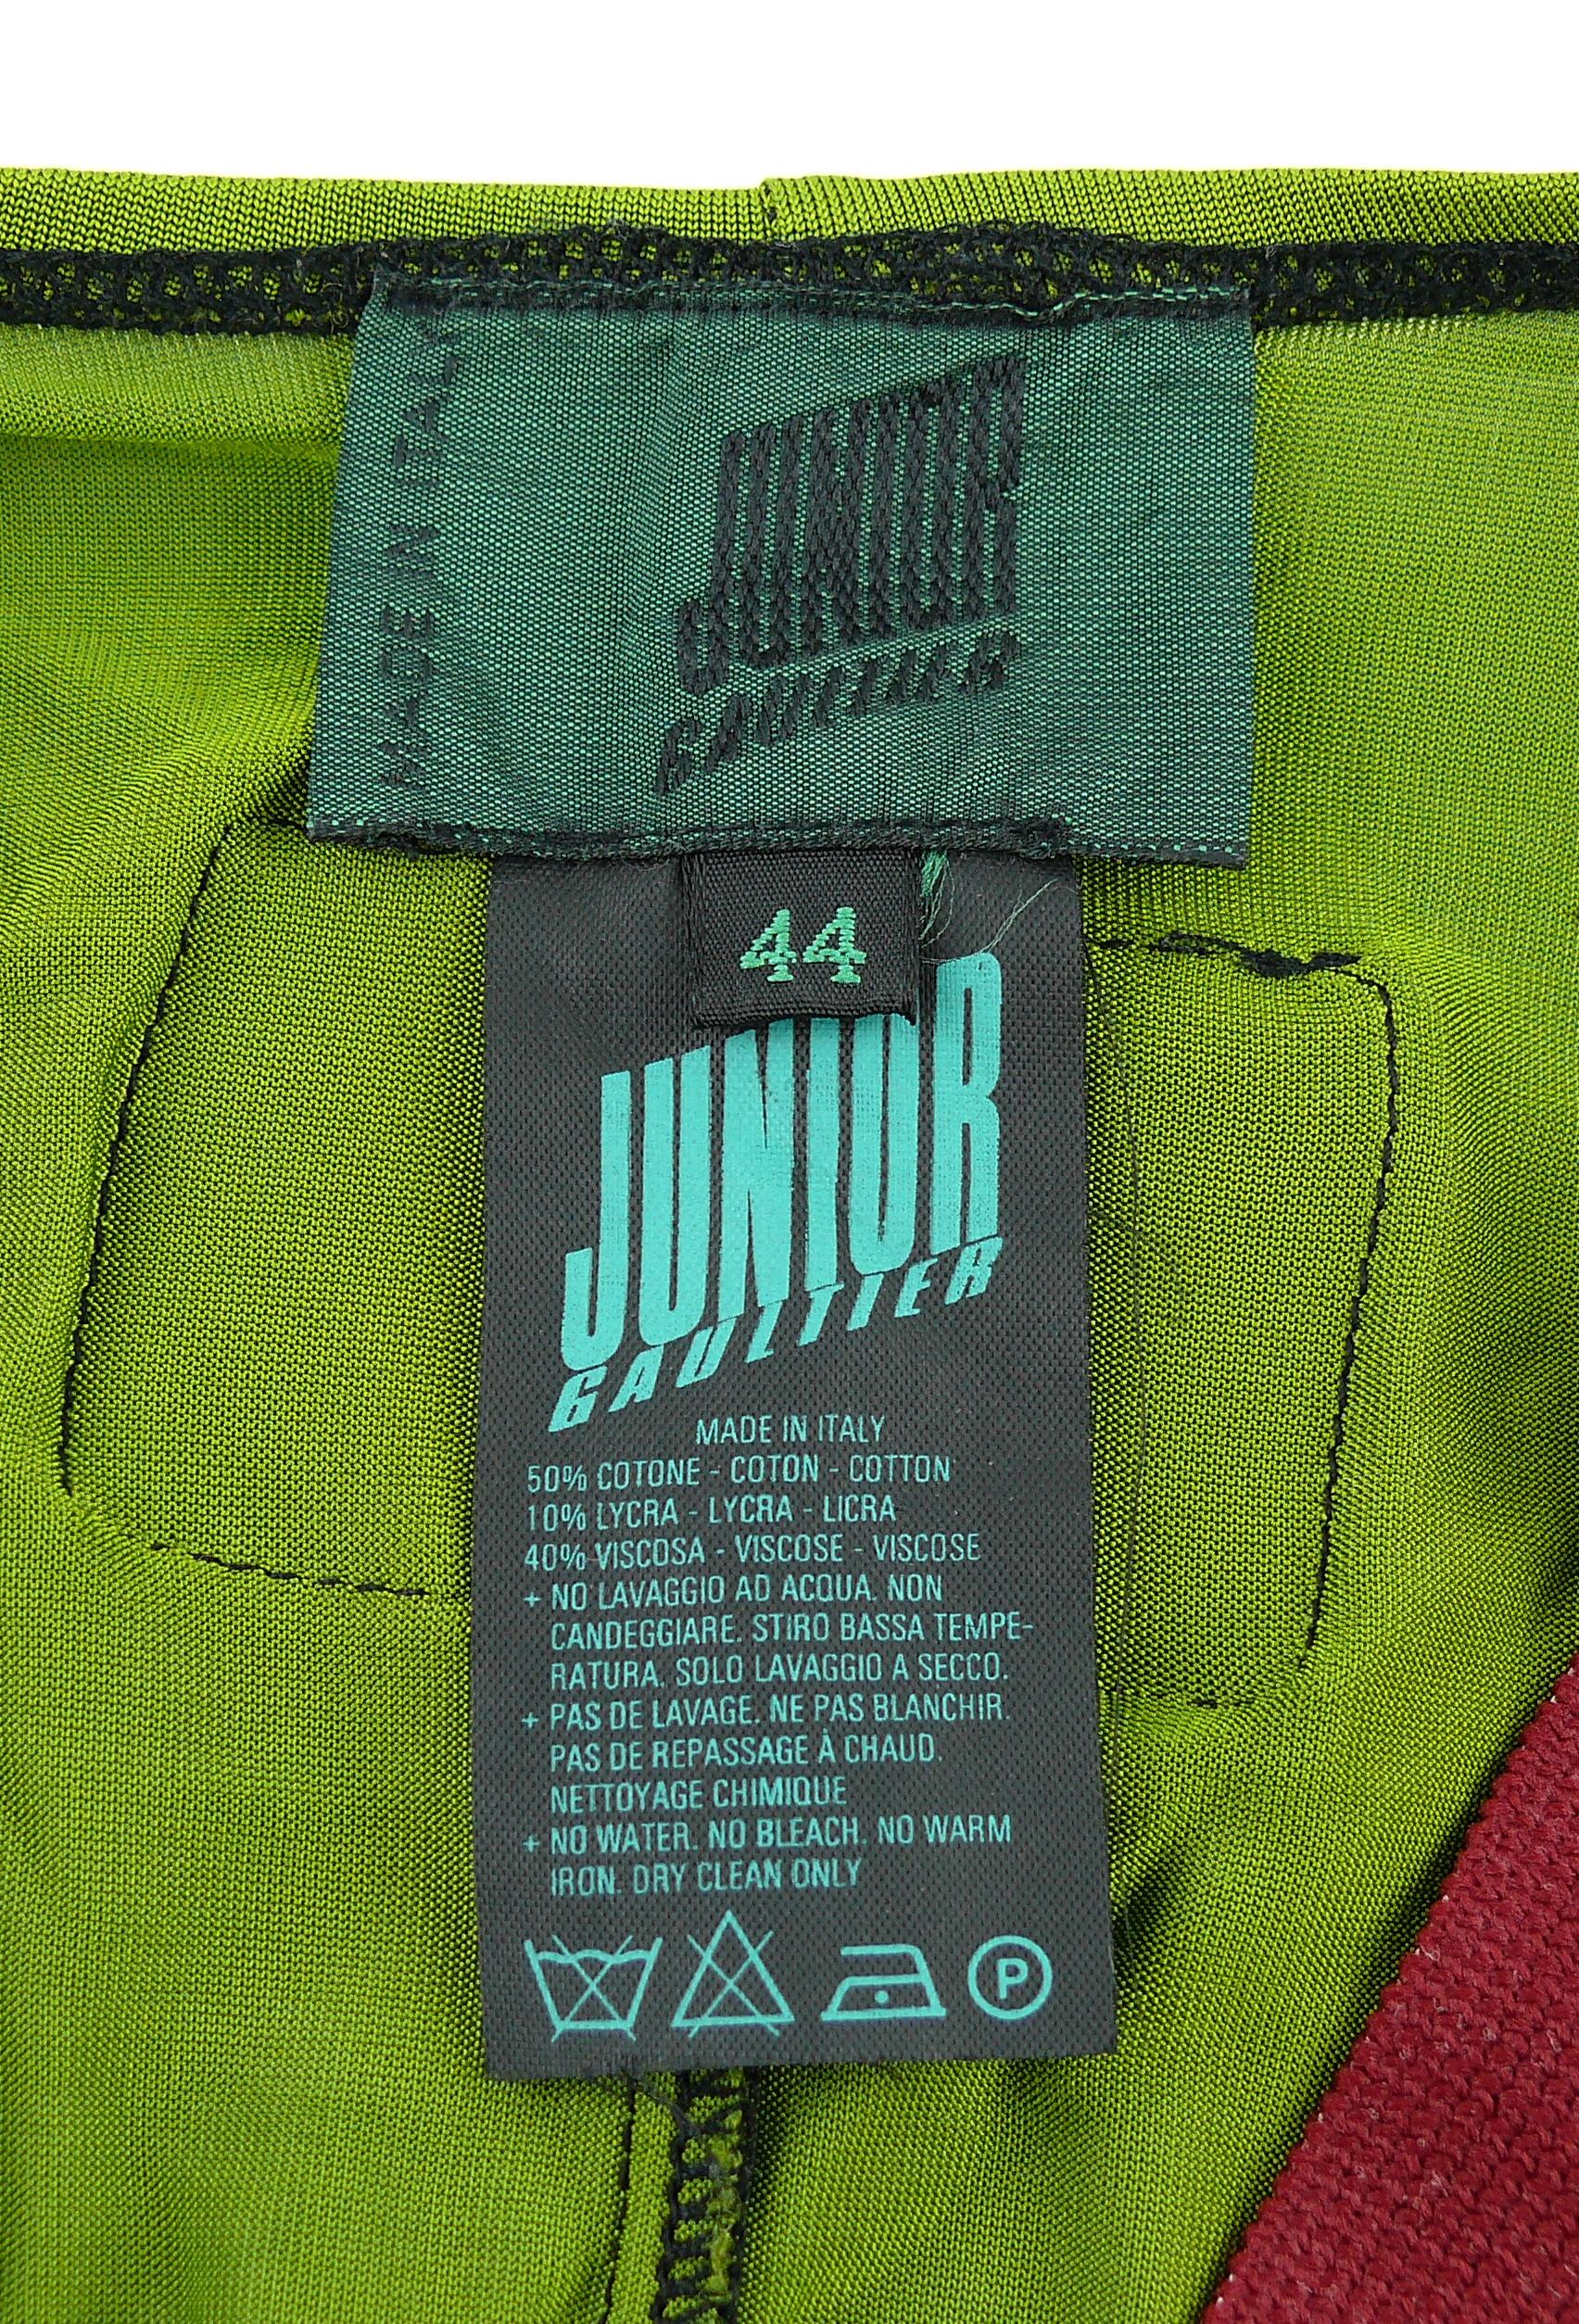 MADE IN ITALY
JUNIOR
GAULTIER
44
JUNIOR
GAULTIER
MADE IN ITALY
50% COTONE - COTON - COTTON
10% LYCRA - LYCRA - LICRA
40% VISCOSA - VISCOSE - VISCOSE
+ NO LAVAGGIO AD ACQUA. NON
CANDEGGIARE. STIRO BASSA TEMPE-
RATURA. SOLO LAVAGGIO A SECCO.
+ PAS DE LAVAGE. NE PAS BLANCHIR.
PAS DE REPASSAGE À CHAUD.
NETTOYAGE CHIMIQUE
+ NO WATER. NO BLEACH. NO WARM
IRON. DRY CLEAN ONLY
P